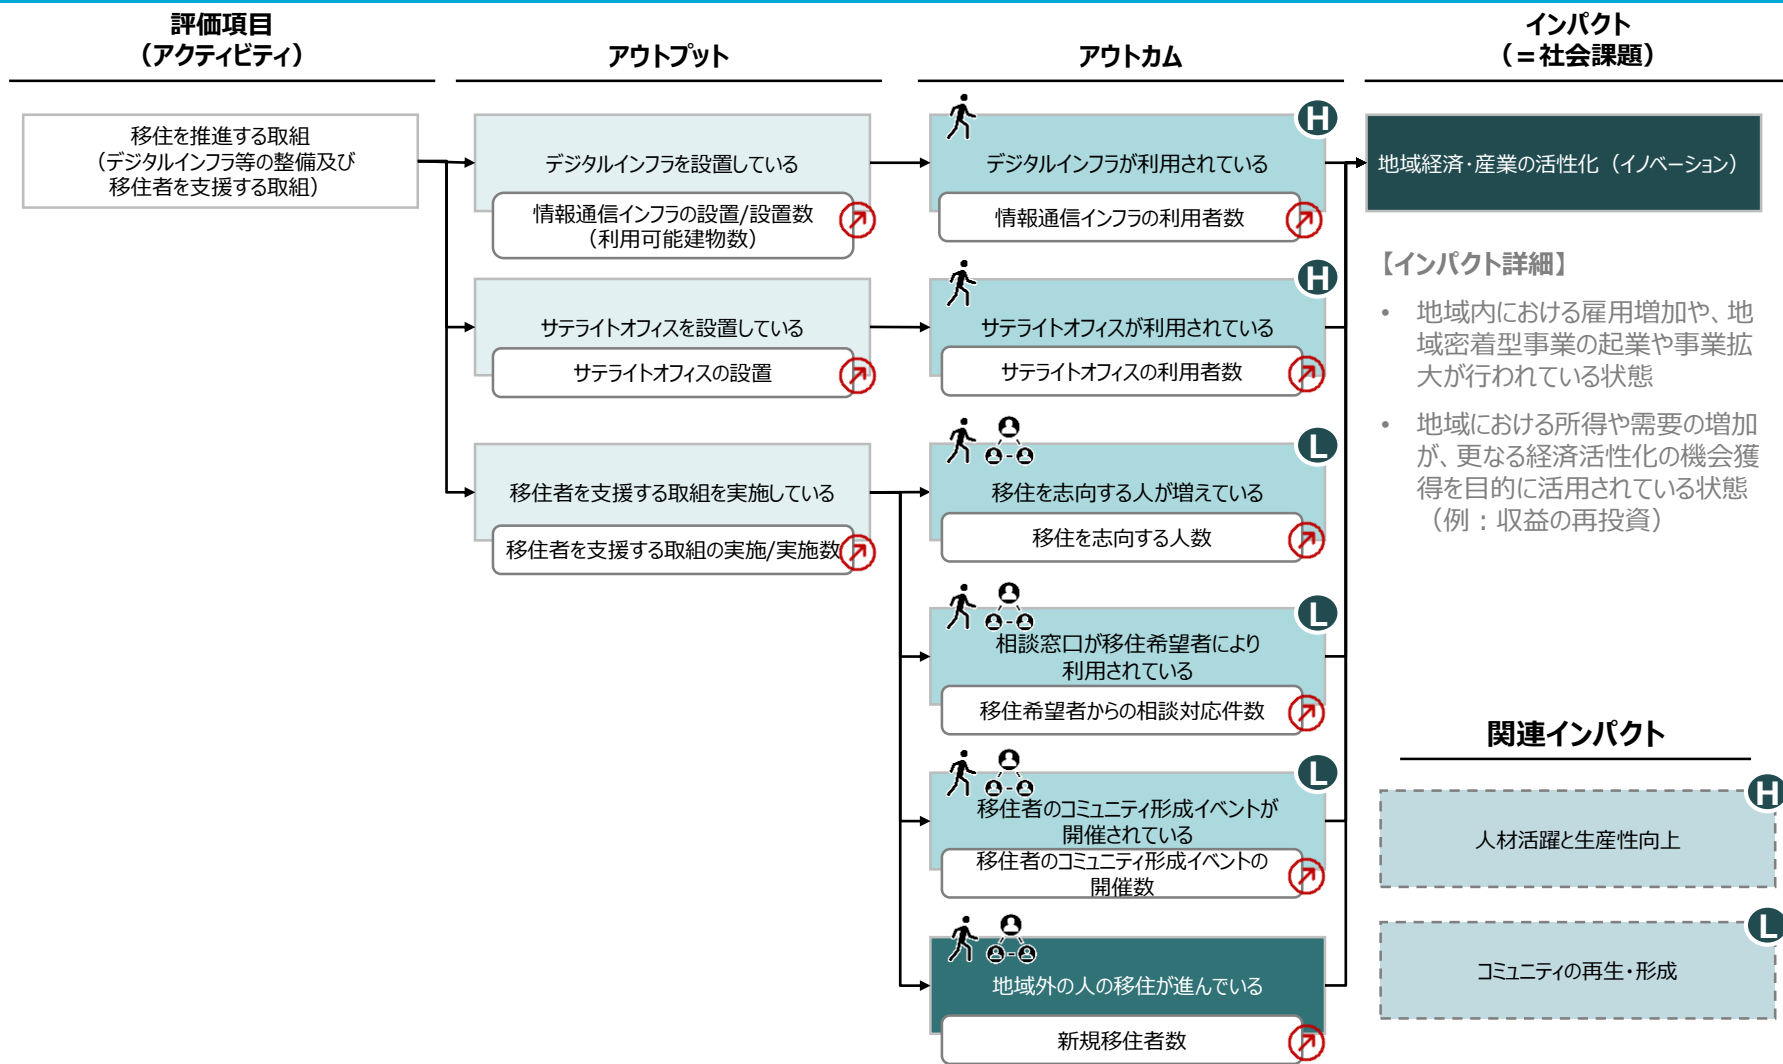 評価項目
（アクティビティ）
アウトプット
アウトカム
インパクト
（＝社会課題）
移住を推進する取組
（デジタルインフラ等の整備及び
移住者を支援する取組）
デジタルインフラを設置している
情報通信インフラの設置/設置数
（利用可能建物数）
サテライトオフィスを設置している
サテライトオフィスの設置
移住者を支援する取組を実施している
移住者を支援する取組の実施/実施数
H
デジタルインフラが利用されている
情報通信インフラの利用者数
H
サテライトオフィスが利用されている
サテライトオフィスの利用者数
L
移住を志向する人が増えている
移住を志向する人数
L
相談窓口が移住希望者により
利用されている
移住希望者からの相談対応件数
L
移住者のコミュニティ形成イベントが
開催されている
移住者のコミュニティ形成イベントの
開催数
地域外の人の移住が進んでいる
新規移住者数
地域経済・産業の活性化（イノベーション）
【インパクト詳細】
• 地域内における雇用増加や、地
域密着型事業の起業や事業拡
大が行われている状態
• 地域における所得や需要の増加
が、更なる経済活性化の機会獲
得を目的に活用されている状態
（例：収益の再投資）
関連インパクト
H
人材活躍と生産性向上
L
コミュニティの再生・形成